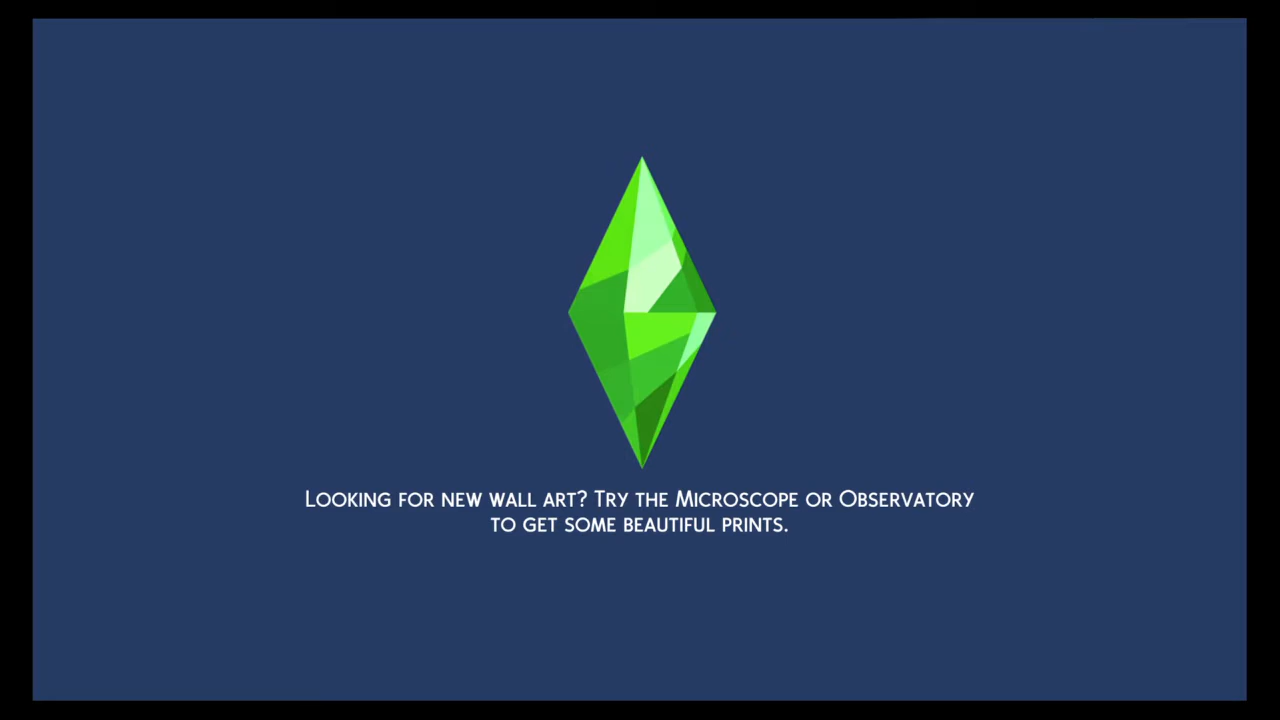 Looking for new wall art? Try the Microscope or Observatory
to get some beautiful prints.